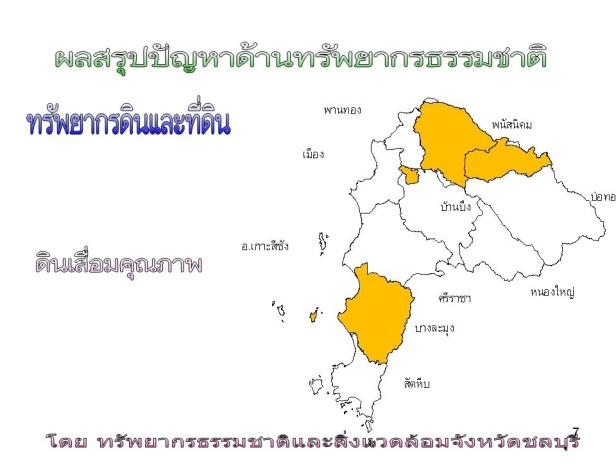 ผลสรุปปัญหาด้านทรัพยากรธรรมชาติ
ทรัพยากรดินและที่ดิน
พานทอง
พนัสนิคม
เมือง
บ่อทอ
บ้านบึง
อ.เกาะสีชัง
ดินเสื่อมคุณภาพ
หนองใหญ่
ศรีราชา
บางละมุง
สัตหีบ
7
โดย ทรัพยากรธรรมชาติและสิ่งแวดล้อมจังหวัดชลบุรี